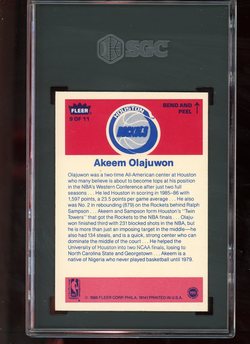 SGC
FLEER
9 OF 11
HOUSTON
ROCKETS
BEND AND
PEEL
Akeem Olajuwon
Olajuwon was a two-time All-American center at Houston
who many believe is about to become tops at his position
in the NBA's Western Conference after just two full
seasons . . . He led Houston in scoring in 1985-86 with
1,597 points, a 23.5 points per game average . . . He also
was No. 2 in rebounding (879) on the Rockets behind Ralph
Sampson . . . Akeem and Sampson form Houston's "Twin
Towers" that got the Rockets to the NBA finals . . . Olaju-
won finished third with 231 blocked shots in the NBA, but
he is more than just an imposing target in the middle—he
also had 134 steals, and is a quick, strong center who can
dominate the middle of the court . . . He helped the
University of Houston into two NCAA finals, losing to
North Carolina State and Georgetown . . . Akeem is a
native of Nigeria who never played basketball until 1979.
© 1986 FLEER CORP. PHILA. 19141 PRINTED IN U.S.A.